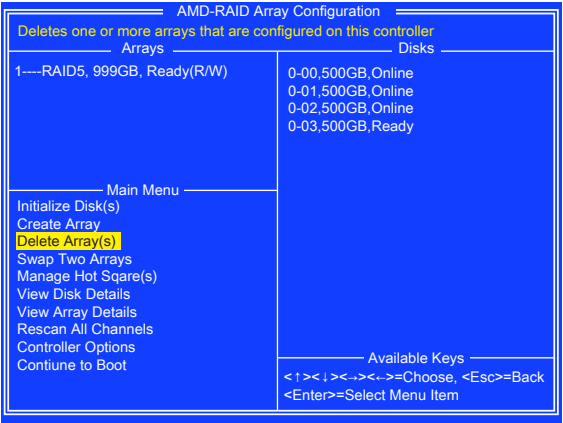 AMD-RAID Array Configuration
Deletes one or more arrays that are configured on this controller
Arrays
1----RAID5, 999GB, Ready(R/W)
Disks
0-00,500GB,Online
0-01,500GB,Online
0-02,500GB,Online
0-03,500GB,Ready
Main Menu
Initialize Disk(s)
Create Array
Delete Array(s)
Swap Two Arrays
Manage Hot Sqare(s)
View Disk Details
View Array Details
Rescan All Channels
Controller Options
Contiune to Boot
Available Keys
<↑><↓><→><←>=Choose, <Esc>=Back
<Enter>=Select Menu Item